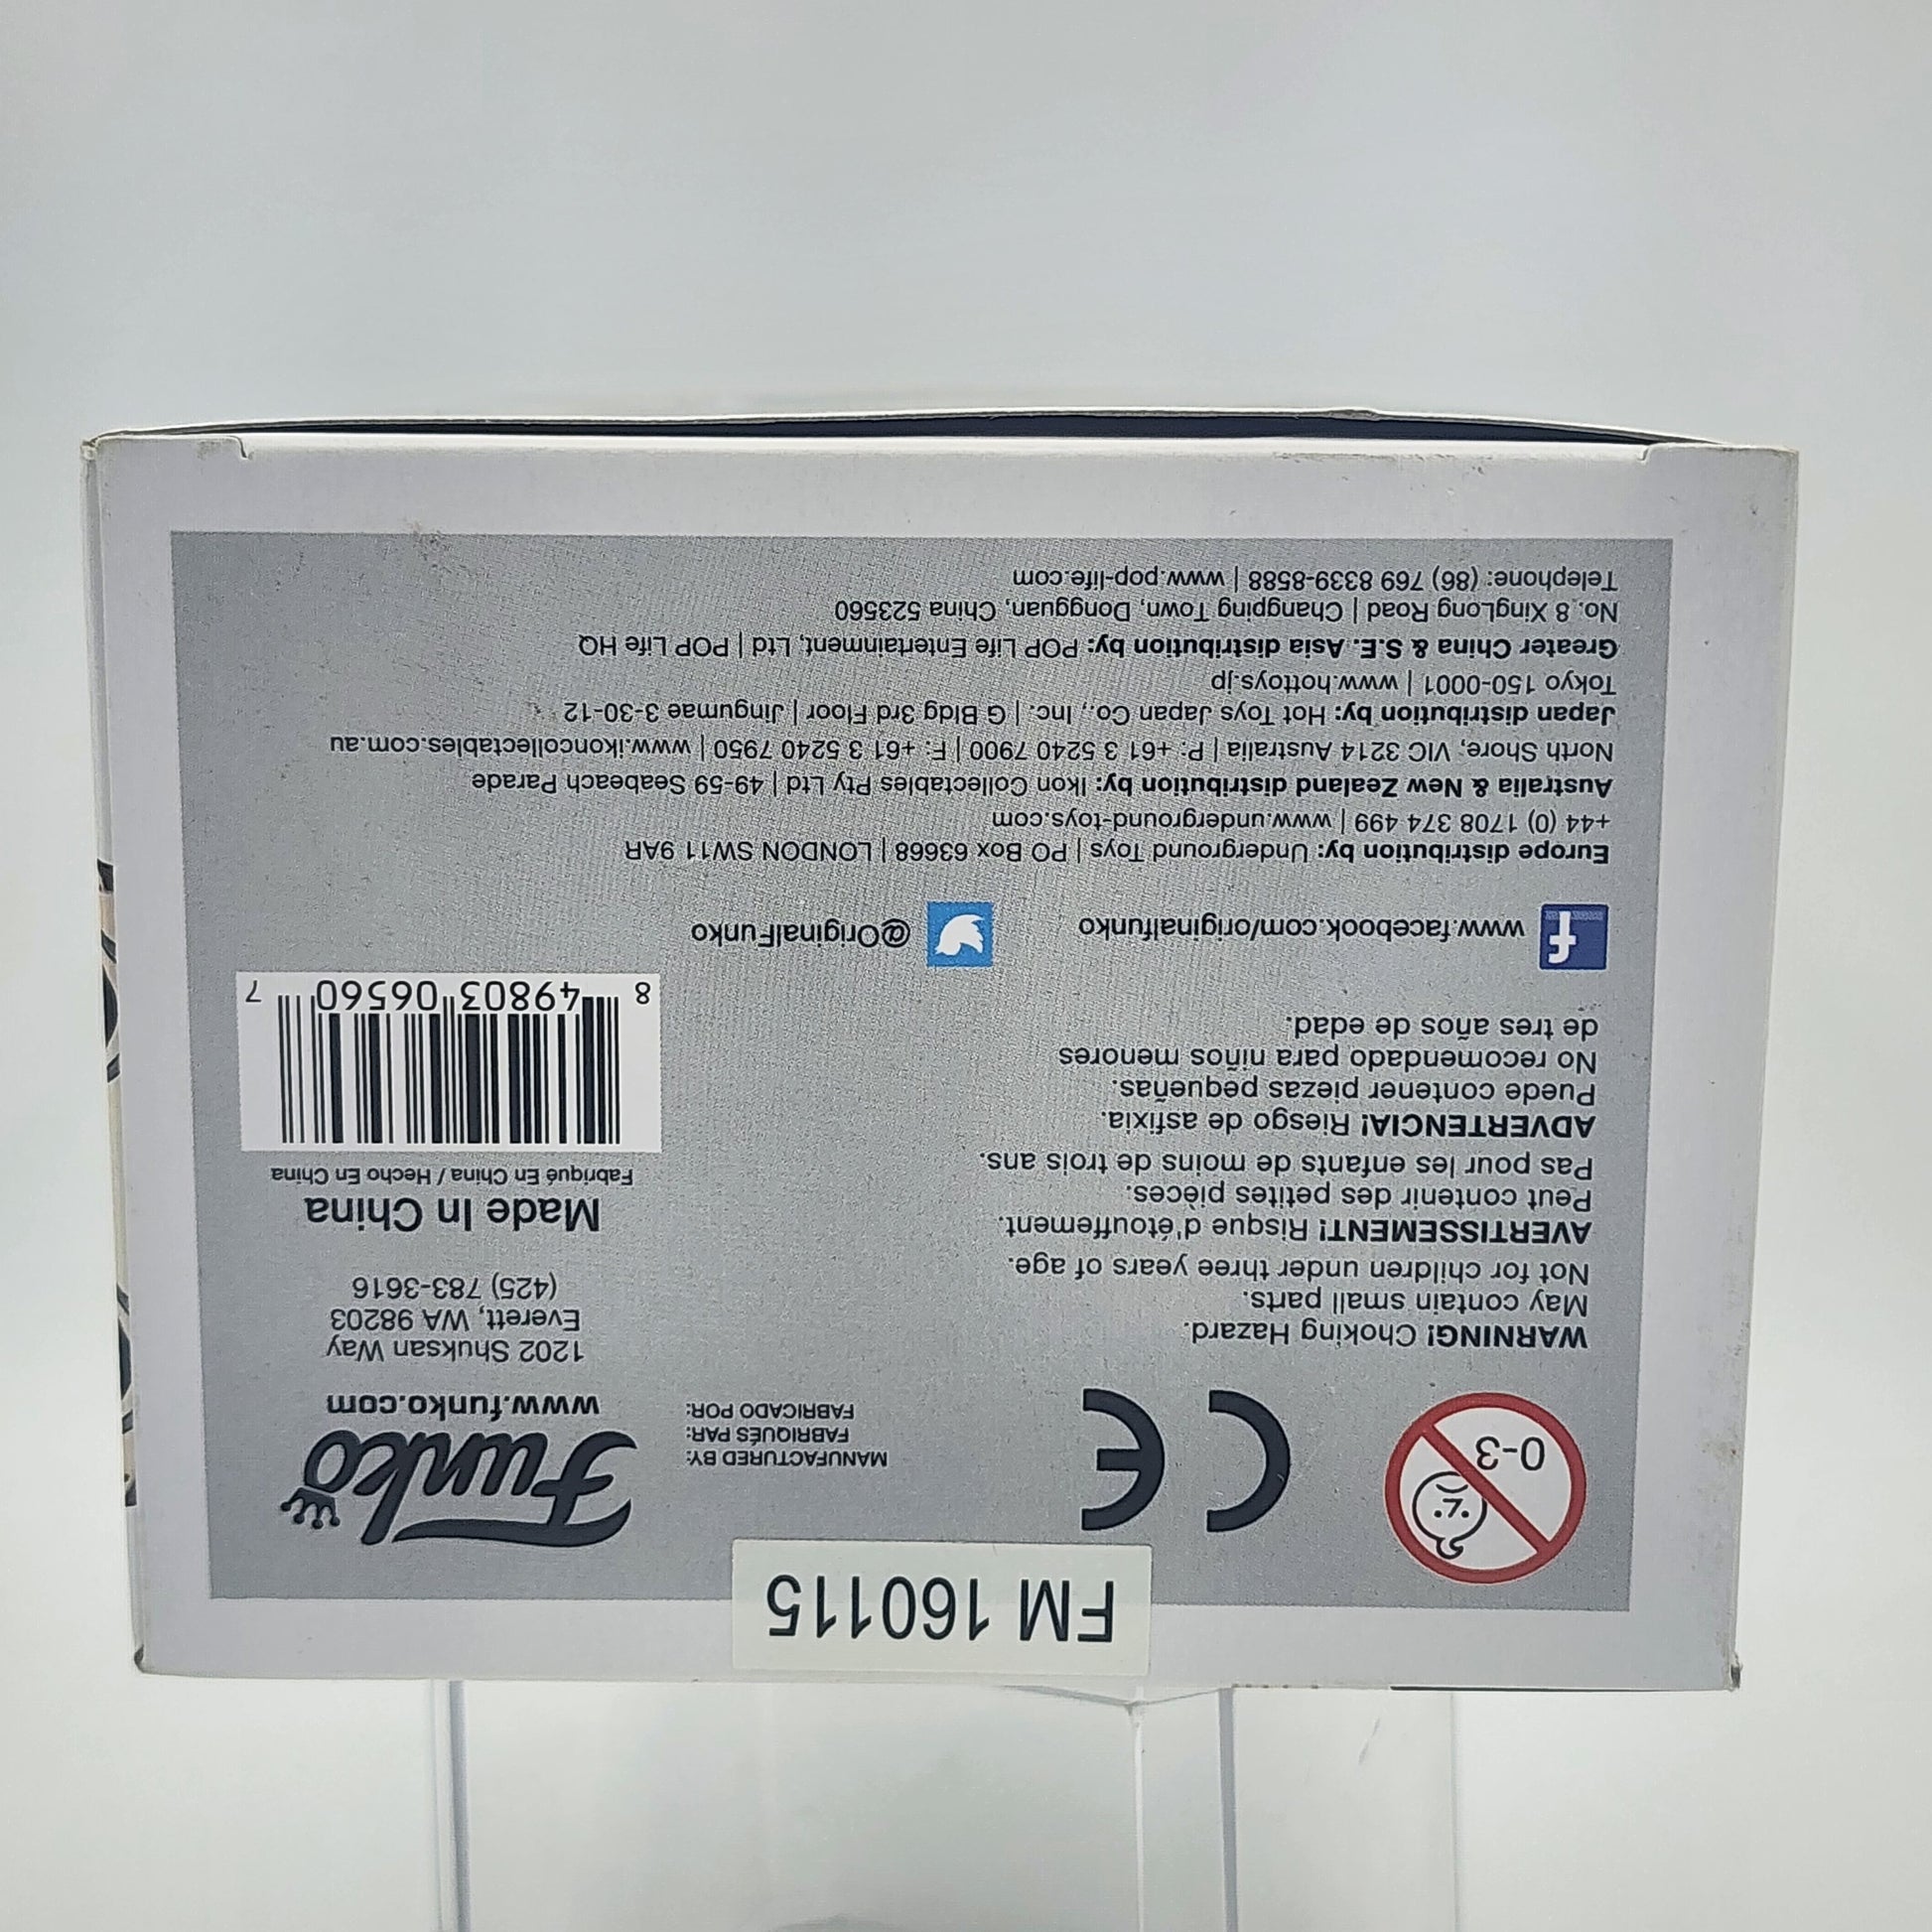 FM 160115
0-3
CE
MANUFACTURED BY:
FABRIQUÉS PAR:
FABRICADO POR:
Funko
www.funko.com
1202 Shuksan Way
Everett, WA 98203
(425) 783-3616
Made In China
Fabriqué En China / Hecho En China
8 49803 06560 7
WARNING! Choking Hazard.
May contain small parts.
Not for children under three years of age.
AVERTISSEMENT! Risque d'étouffement.
Peut contenir des petites pièces.
Pas pour les enfants de moins de trois ans.
ADVERTENCIA! Riesgo de asfixia.
Puede contener piezas pequeñas.
No recomendado para niños menores
de tres años de edad.
f www.facebook.com/originalfunko
@OriginalFunko
Europe distribution by: Underground Toys | PO Box 63668 | LONDON SW11 9AR
+44 (0) 1708 374 499 | www.underground-toys.com
Australia & New Zealand distribution by: Ikon Collectables Pty Ltd | 49-59 Seabeach Parade
North Shore, VIC 3214 Australia | P: +61 3 5240 7900 | F: +61 3 5240 7950 | www.ikoncollectables.com.au
Japan distribution by: Hot Toys Japan Co., Inc. | G Bldg 3rd Floor | Jingumae 3-30-12
Tokyo 150-0001 | www.hottoys.jp
Greater China & S.E. Asia distribution by: POP Life Entertainment, Ltd | POP Life HQ
No. 8 XingLong Road | Changping Town, Dongguan, China 523560
Telephone: (86) 769 8339-8588 | www.pop-life.com